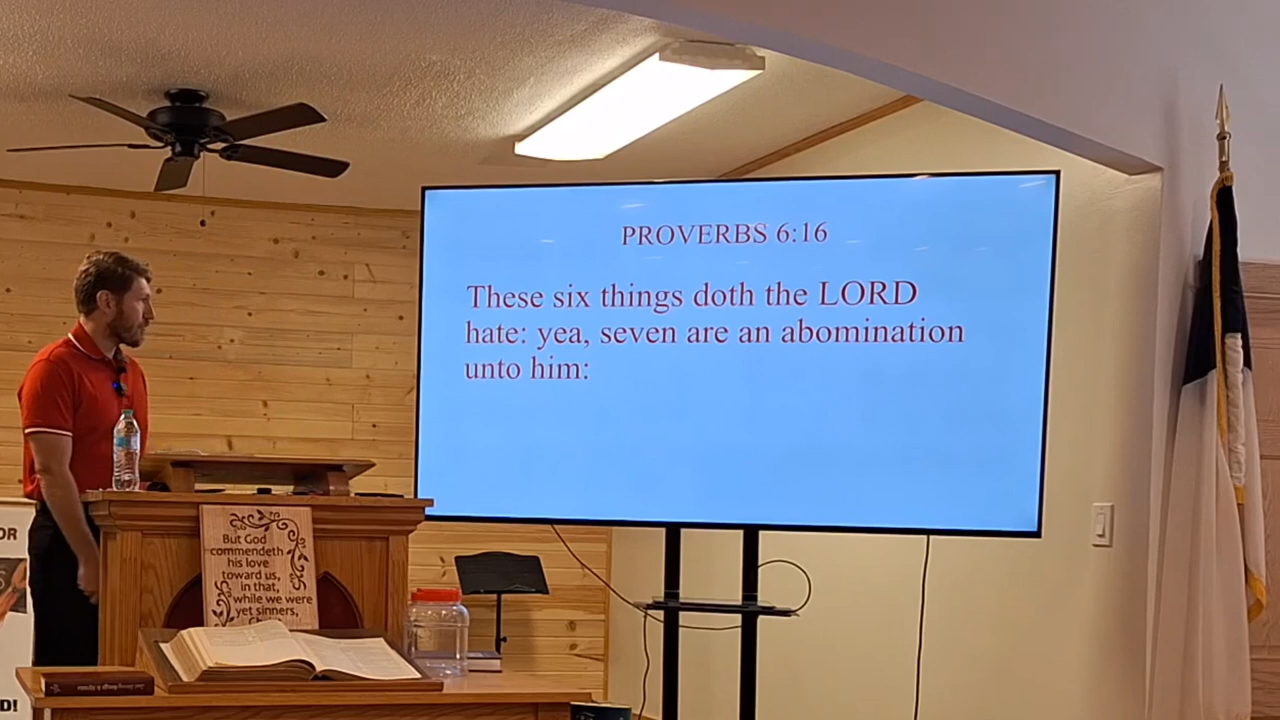 PROVERBS 6:16
These six things doth the LORD
hate: yea, seven are an abomination
unto him:
But God
commendeth
his love
toward us,
in that,
while we were
yet sinners,
OR
D!